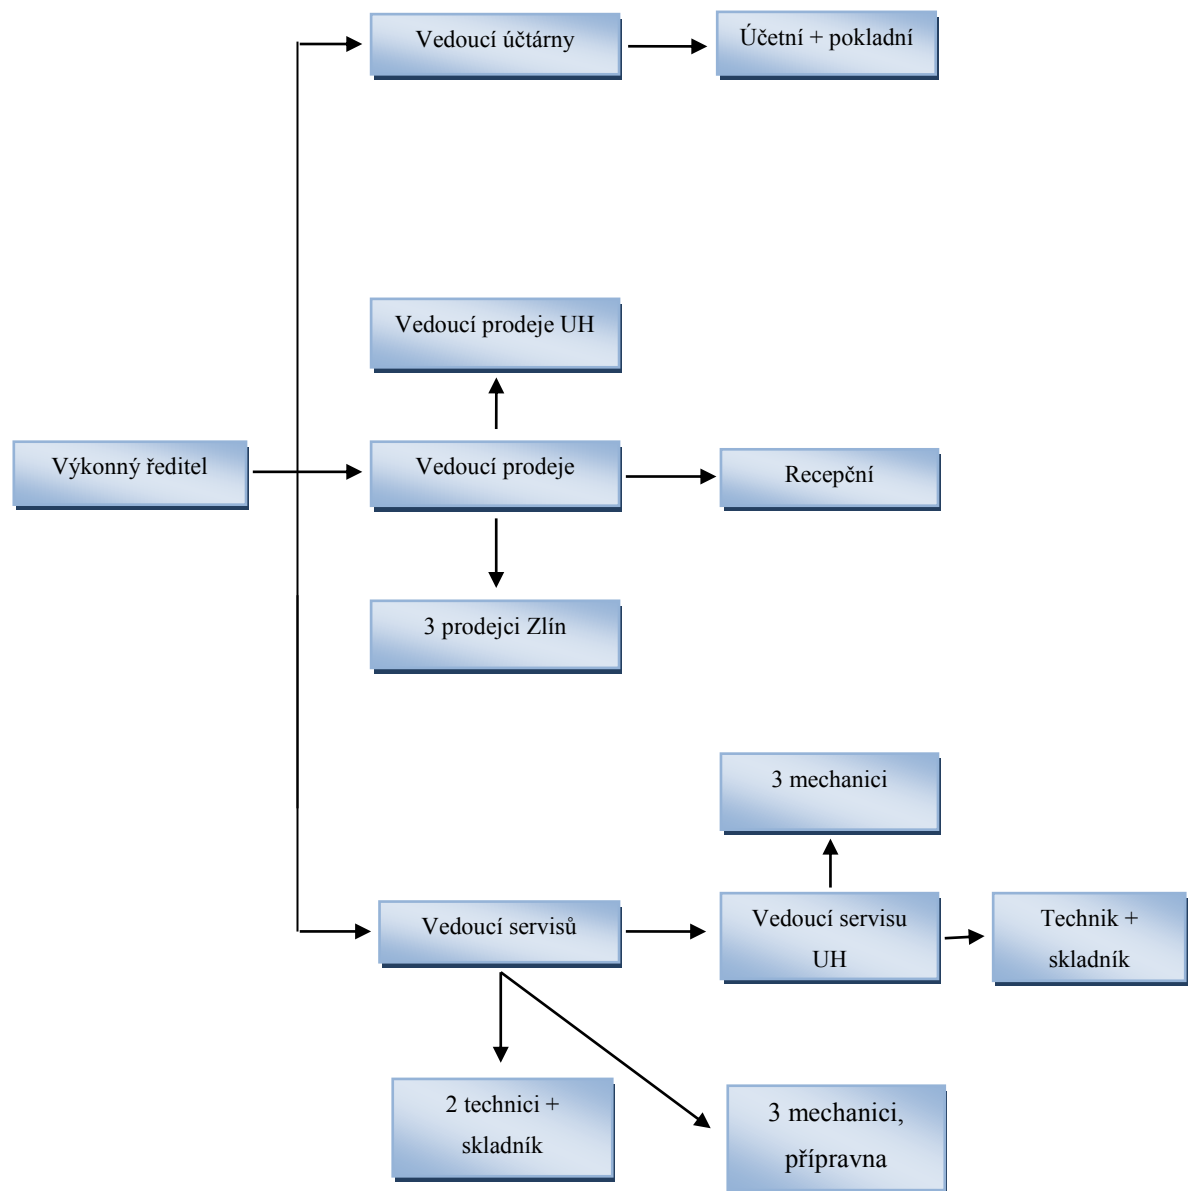 Vedoucí účtárny
Účetní + pokladní
Vedoucí prodeje UH
Výkonný ředitel
Vedoucí prodeje
Recepční
3 prodejci Zlín
3 mechanici
Vedoucí servisů
Vedoucí servisu
UH
Technik +
skladník
2 technici +
skladník
3 mechanici,
přípravna